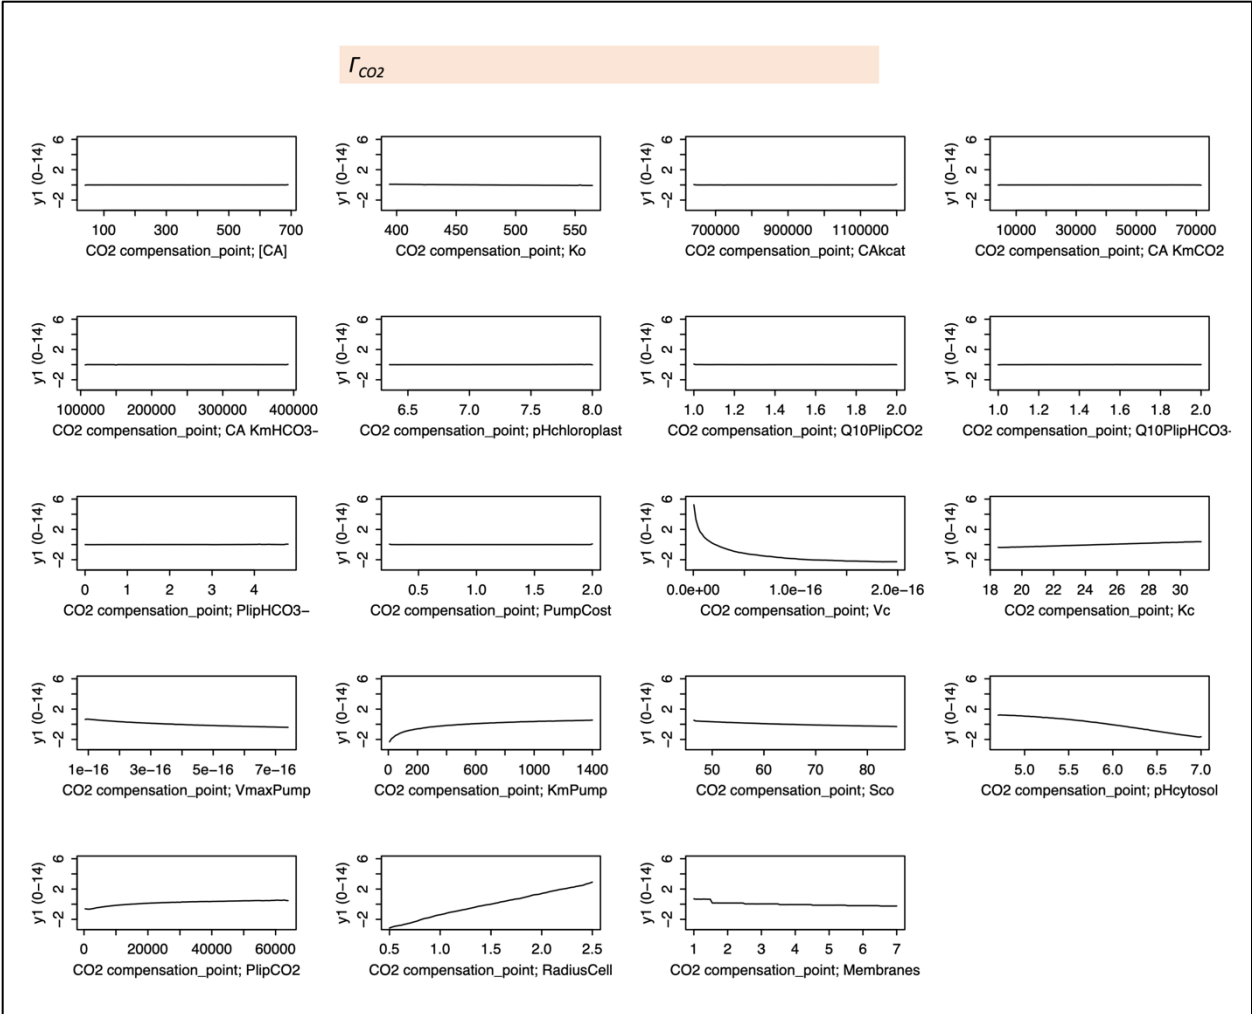 ΓCO2
y1 (0−14) 6 2 −2 y1 (0−14) 6 2 −2 y1 (0−14) 6 2 −2 y1 (0−14) 6 2 −2
100 300 500 700 400 450 500 550 700000 900000 1100000 10000 30000 50000 70000
CO2 compensation_point; [CA] CO2 compensation_point; Ko CO2 compensation_point; CAkcat CO2 compensation_point; CA KmCO2
y1 (0−14) 6 2 −2 y1 (0−14) 6 2 −2 y1 (0−14) 6 2 −2 y1 (0−14) 6 2 −2
100000 200000 300000 400000 6.5 7.0 7.5 8.0 1.0 1.2 1.4 1.6 1.8 2.0 1.0 1.2 1.4 1.6 1.8 2.0
CO2 compensation_point; CA KmHCO3− CO2 compensation_point; pHchloroplast CO2 compensation_point; Q10PlipCO2 CO2 compensation_point; Q10PlipHCO3-
y1 (0−14) 6 2 −2 y1 (0−14) 6 2 −2 y1 (0−14) 6 2 −2 y1 (0−14) 6 2 −2
0 1 2 3 4 0.5 1.0 1.5 2.0 0.0e+00 1.0e−16 2.0e−16 18 20 22 24 26 28 30
CO2 compensation_point; PlipHCO3− CO2 compensation_point; PumpCost CO2 compensation_point; Vc CO2 compensation_point; Kc
y1 (0−14) 6 2 −2 y1 (0−14) 6 2 −2 y1 (0−14) 6 2 −2 y1 (0−14) 6 2 −2
1e−16 3e−16 5e−16 7e−16 0 200 600 1000 1400 50 60 70 80 5.0 5.5 6.0 6.5 7.0
CO2 compensation_point; VmaxPump CO2 compensation_point; KmPump CO2 compensation_point; Sco CO2 compensation_point; pHcytosol
y1 (0−14) 6 2 −2 y1 (0−14) 6 2 −2 y1 (0−14) 6 2 −2
0 20000 40000 60000 0.5 1.0 1.5 2.0 2.5 1 2 3 4 5 6 7
CO2 compensation_point; PlipCO2 CO2 compensation_point; RadiusCell CO2 compensation_point; Membranes